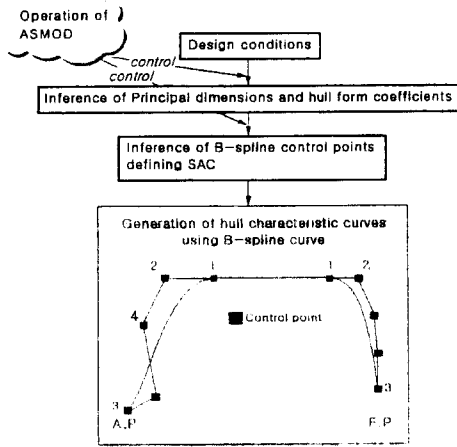 Operation of
ASMOD
control
control
Design conditions
Inference of Principal dimensions and hull form coefficients
Inference of B-spline control points
defining SAC
Generation of hull characteristic curves
using B-spline curve
2 1 1 2
4
Control point
3 3
A.P F.P